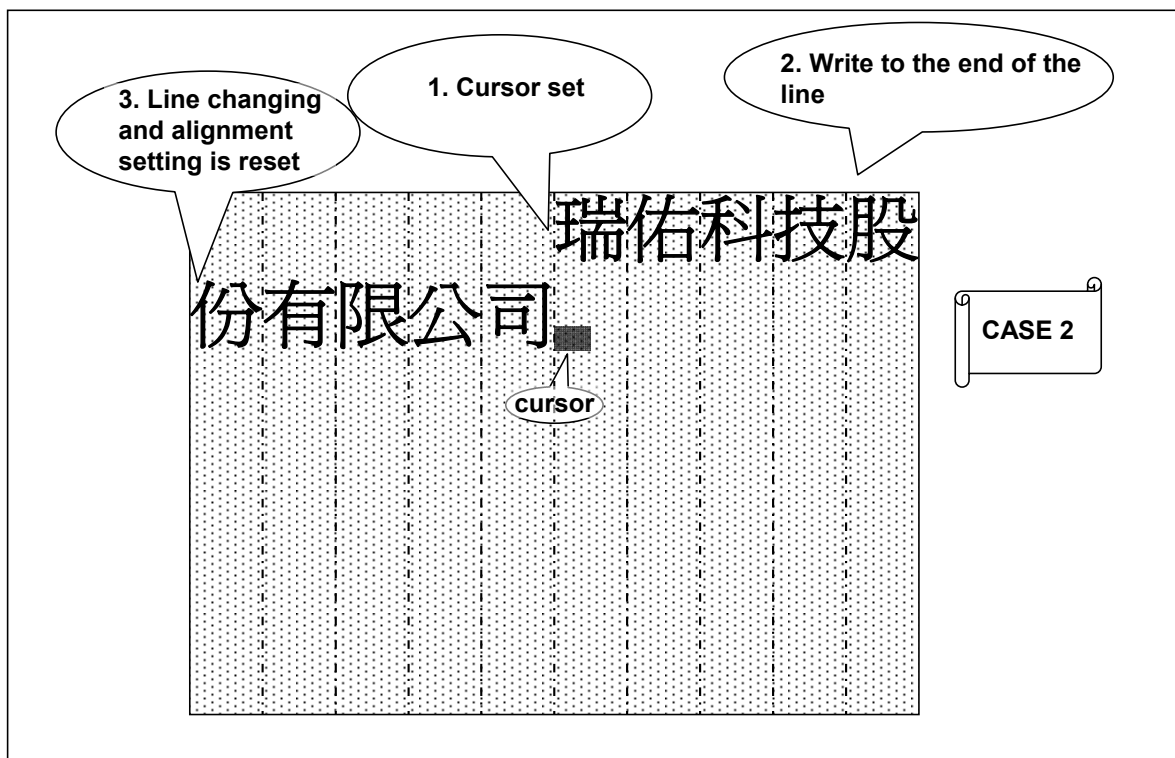 3. Line changing
and alignment
setting is reset
1. Cursor set
2. Write to the end of the
line
瑞佑科技股
份有限公司
cursor
CASE 2